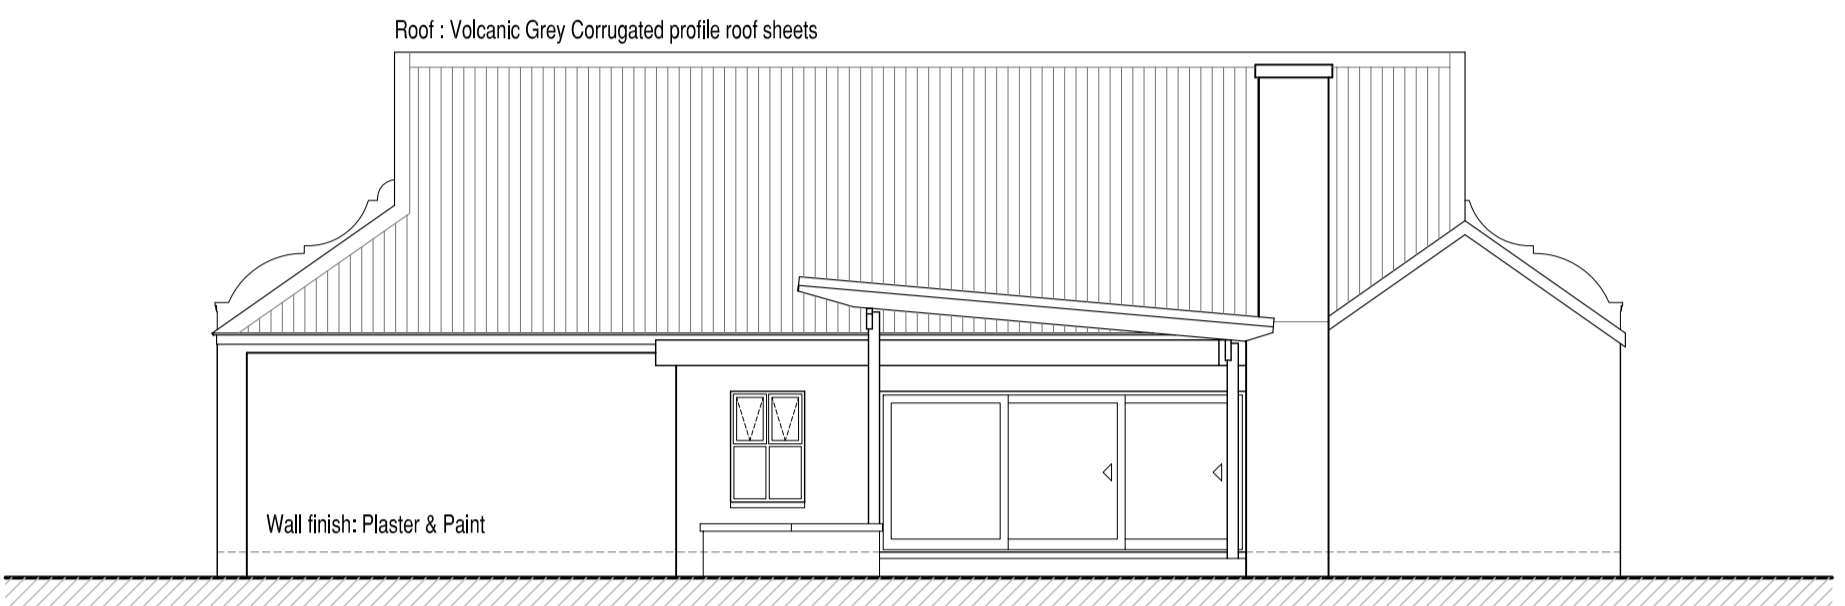 Roof : Volcanic Grey Corrugated profile roof sheets
Wall finish: Plaster & Paint